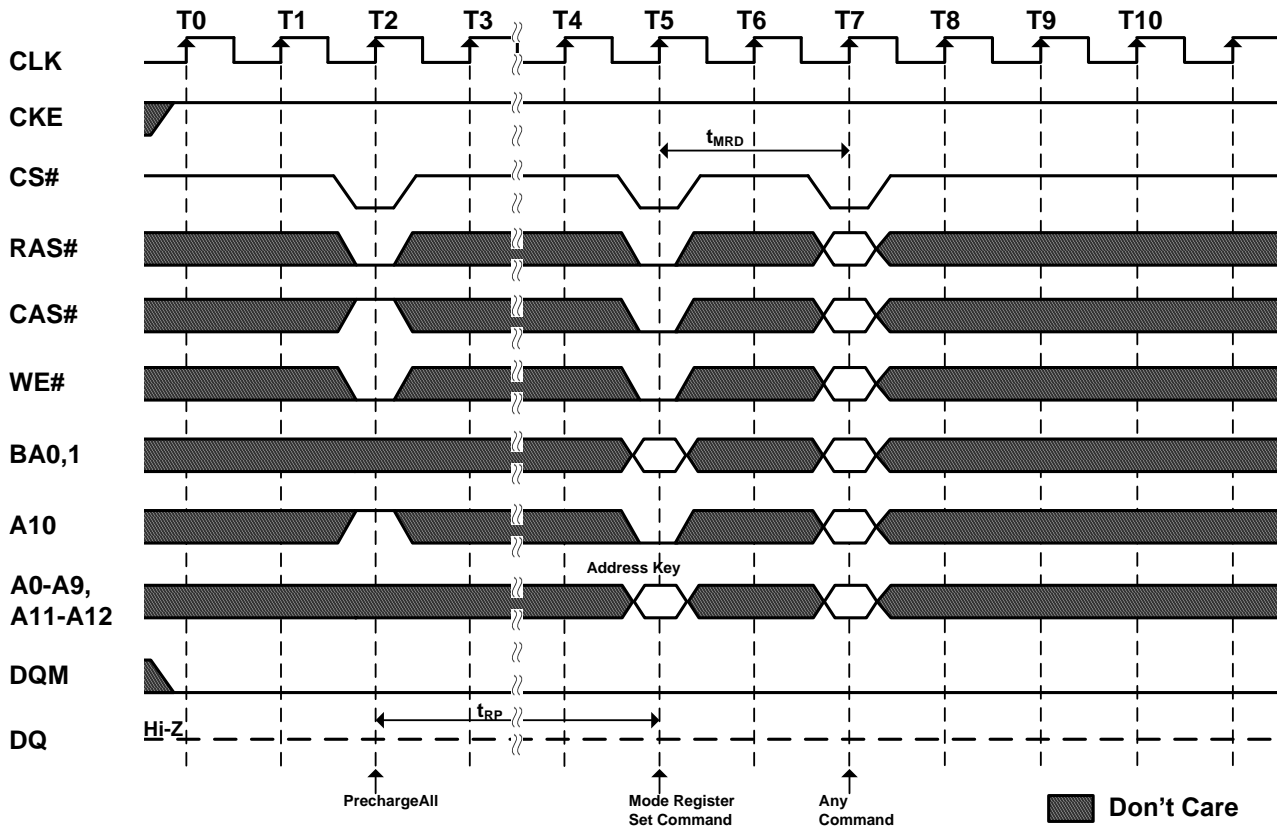 T0 T1 T2 T3 T4 T5 T6 T7 T8 T9 T10
CLK
CKE
tMRD
CS#
RAS#
CAS#
WE#
BA0,1
A10
Address Key
A0-A9,
A11-A12
DQM
tRP
Hi-Z
DQ
PrechargeAll
Mode Register
Set Command
Any
Command
Don't Care